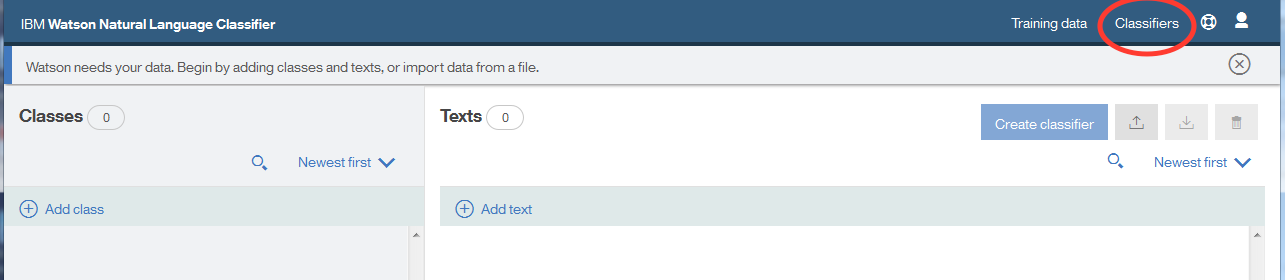 IBM Watson Natural Language Classifier
Training data
Classifiers
Watson needs your data. Begin by adding classes and texts, or import data from a file.
Classes 0
Texts 0
Create classifier
Newest first
Newest first
Add class
Add text